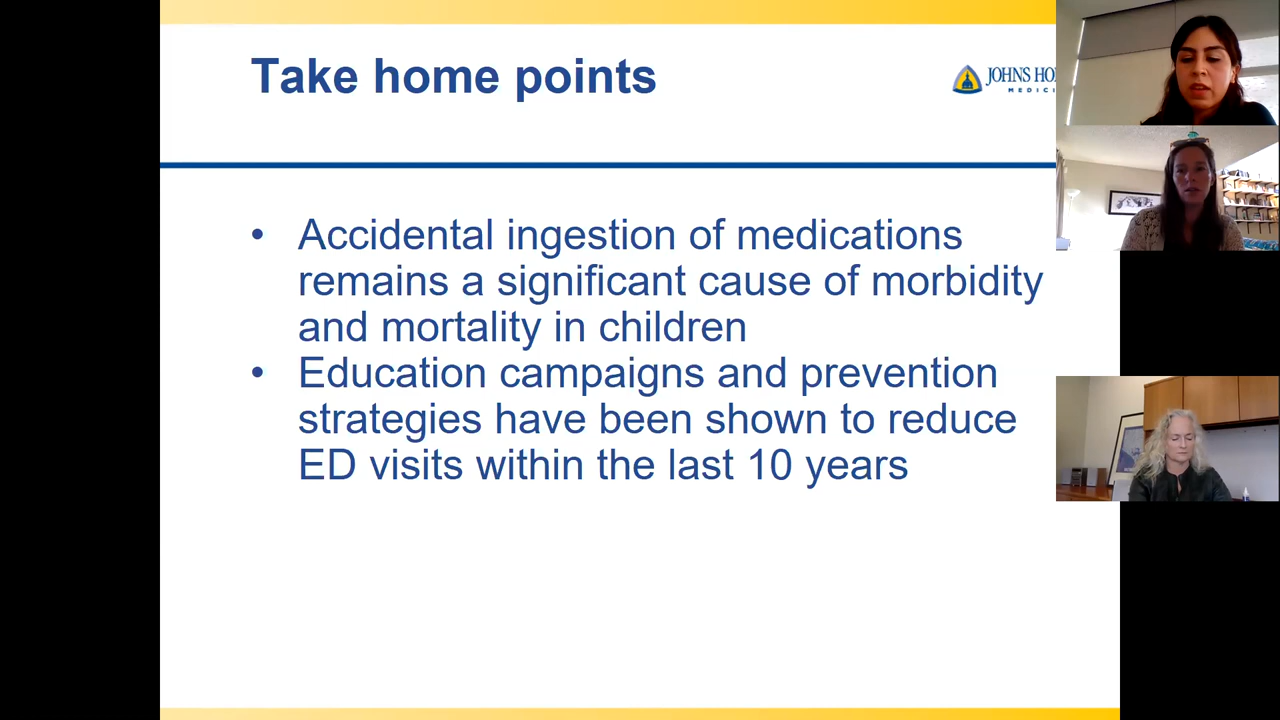 Take home points
JOHNS HO
MEDICI
• Accidental ingestion of medications
remains a significant cause of morbidity
and mortality in children
• Education campaigns and prevention
strategies have been shown to reduce
ED visits within the last 10 years